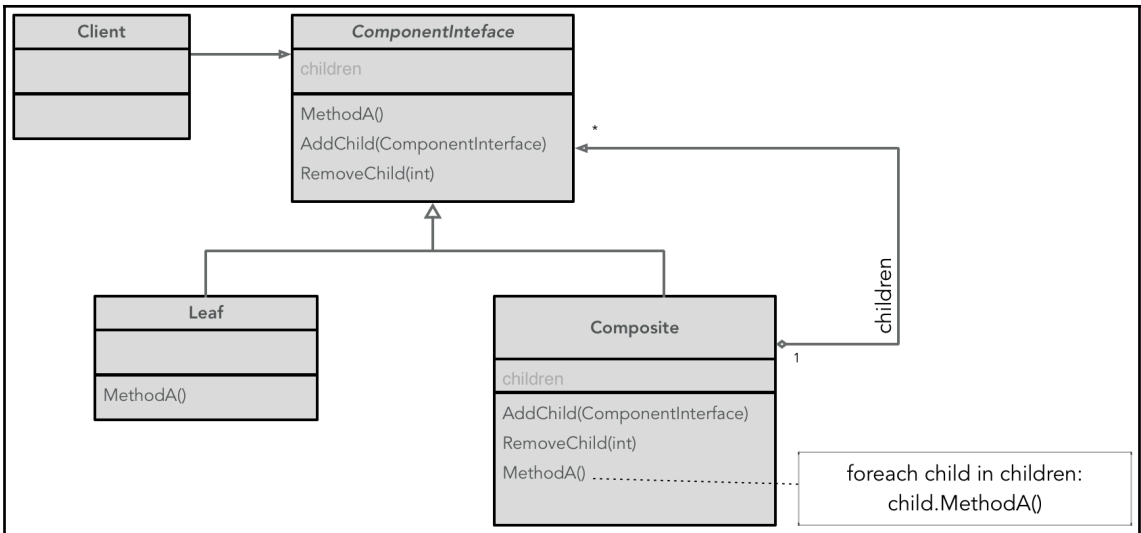 Client
ComponentInteface
children
MethodA()
AddChild(ComponentInterface)
RemoveChild(int)
*
children
1
Leaf
MethodA()
Composite
children
AddChild(ComponentInterface)
RemoveChild(int)
MethodA()
foreach child in children:
child.MethodA()